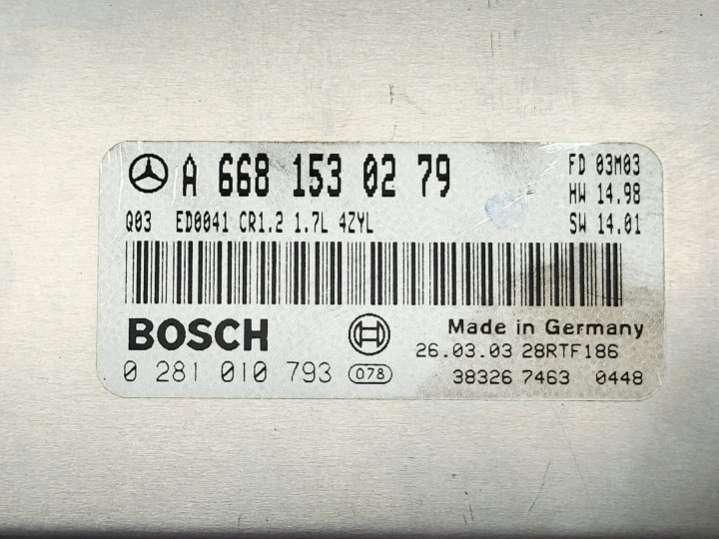 A 668 153 02 79 FD 03M03
HW 14.98
Q03 ED0041 CR1.2 1.7L 4ZYL SW 14.01
BOSCH Made in Germany
26.03.03 28RTF186
0 281 010 793 078 38326 7463 0448